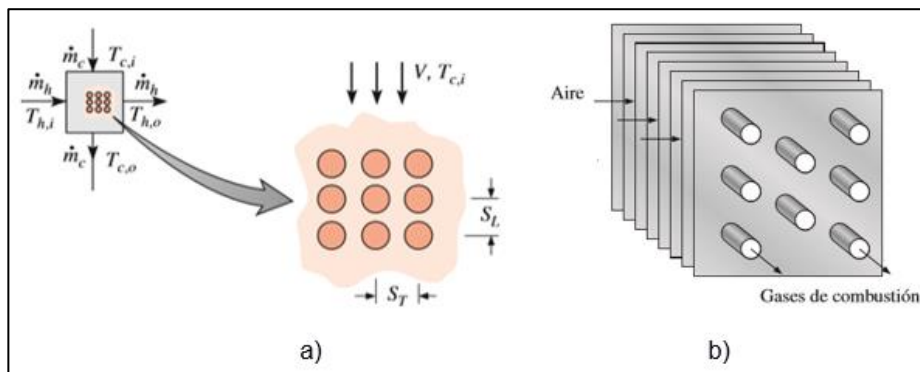 ṁc Tc,i
ṁh ṁh
Th,i Th,o
ṁc Tc,o
V, Tc,i
SL
ST
a)
Aire
Gases de combustión
b)